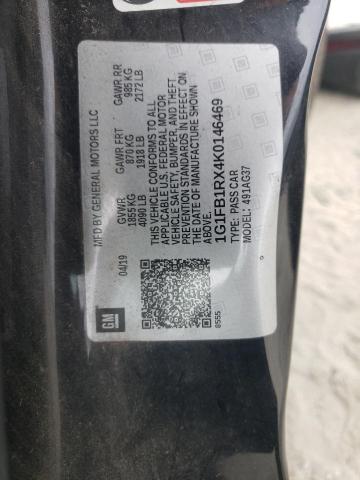 MFD BY GENERAL MOTORS LLC
GVWR GAWR FRT GAWR RR
1855 KG 870 KG 985 KG
4090 LB 1918 LB 2172 LB
THIS VEHICLE CONFORMS TO ALL
APPLICABLE U.S. FEDERAL MOTOR
VEHICLE SAFETY, BUMPER, AND THEFT
PREVENTION STANDARDS IN EFFECT ON
THE DATE OF MANUFACTURE SHOWN
ABOVE.
04/19
1G1FB1RX4K0146469
TYPE: PASS CAR
MODEL: 491AG37
GM
8555